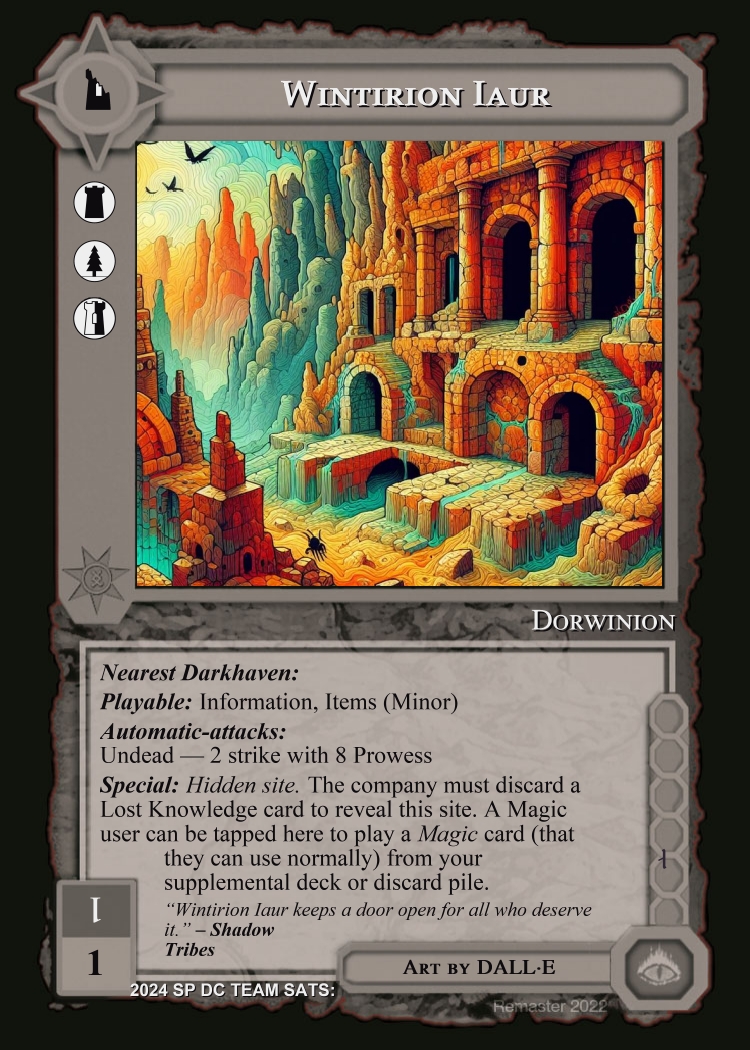 Wintirion Iaur
Dorwinion
Nearest Darkhaven:
Playable: Information, Items (Minor)
Automatic-attacks:
Undead — 2 strike with 8 Prowess
Special: Hidden site. The company must discard a
Lost Knowledge card to reveal this site. A Magic
user can be tapped here to play a Magic card (that
they can use normally) from your
supplemental deck or discard pile.
“Wintirion Iaur keeps a door open for all who deserve
it.” – Shadow
Tribes
1
1
Art by DALL·E
2024 SP DC TEAM SATS:
Remaster 2022